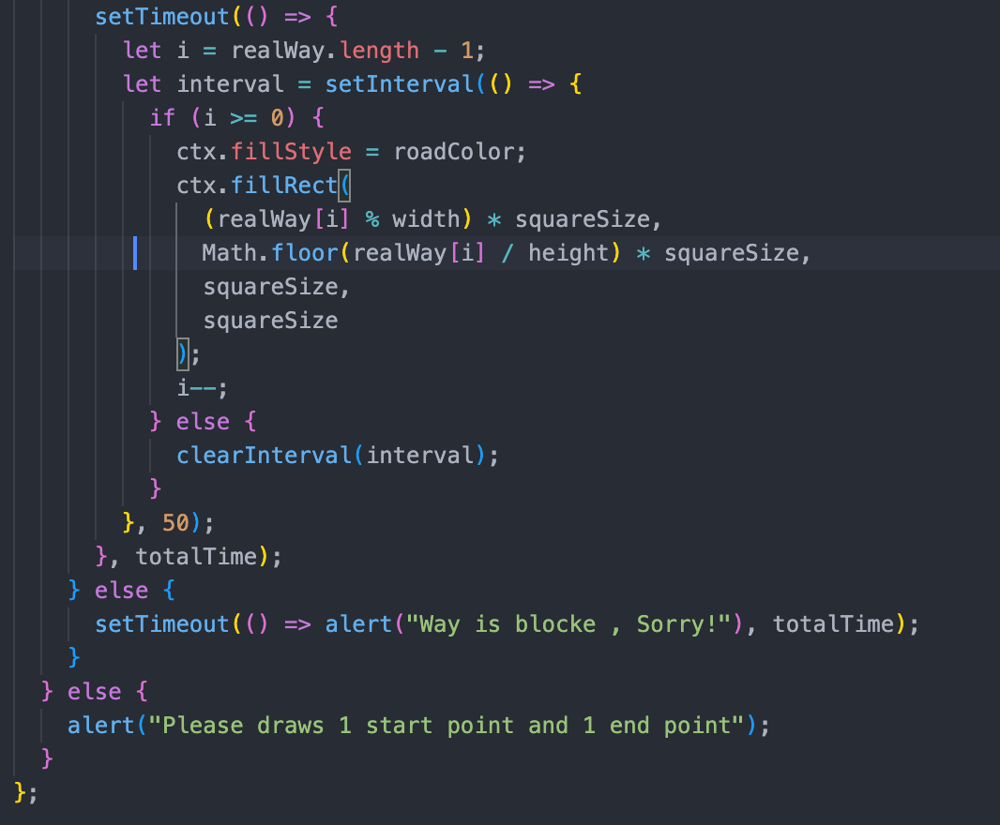 setTimeout(() => {
let i = realWay.length - 1;
let interval = setInterval(() => {
if (i >= 0) {
ctx.fillStyle = roadColor;
ctx.fillRect(
(realWay[i] % width) * squareSize,
Math.floor(realWay[i] / height) * squareSize,
squareSize,
squareSize
);
i--;
} else {
clearInterval(interval);
}
}, 50);
}, totalTime);
} else {
setTimeout(() => alert("Way is blocke , Sorry!"), totalTime);
}
} else {
alert("Please draws 1 start point and 1 end point");
}
};